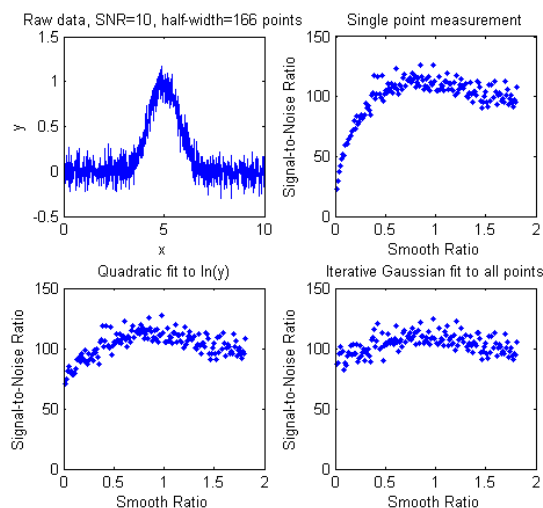 Raw data, SNR=10, half-width=166 points
1.5
1
0.5
0
-0.5
y
0 5 10
x
Single point measurement
150
100
50
0
Signal-to-Noise Ratio
0 0.5 1 1.5 2
Smooth Ratio
Quadratic fit to ln(y)
150
100
50
0
Signal-to-Noise Ratio
0 0.5 1 1.5 2
Smooth Ratio
Iterative Gaussian fit to all points
150
100
50
0
Signal-to-Noise Ratio
0 0.5 1 1.5 2
Smooth Ratio